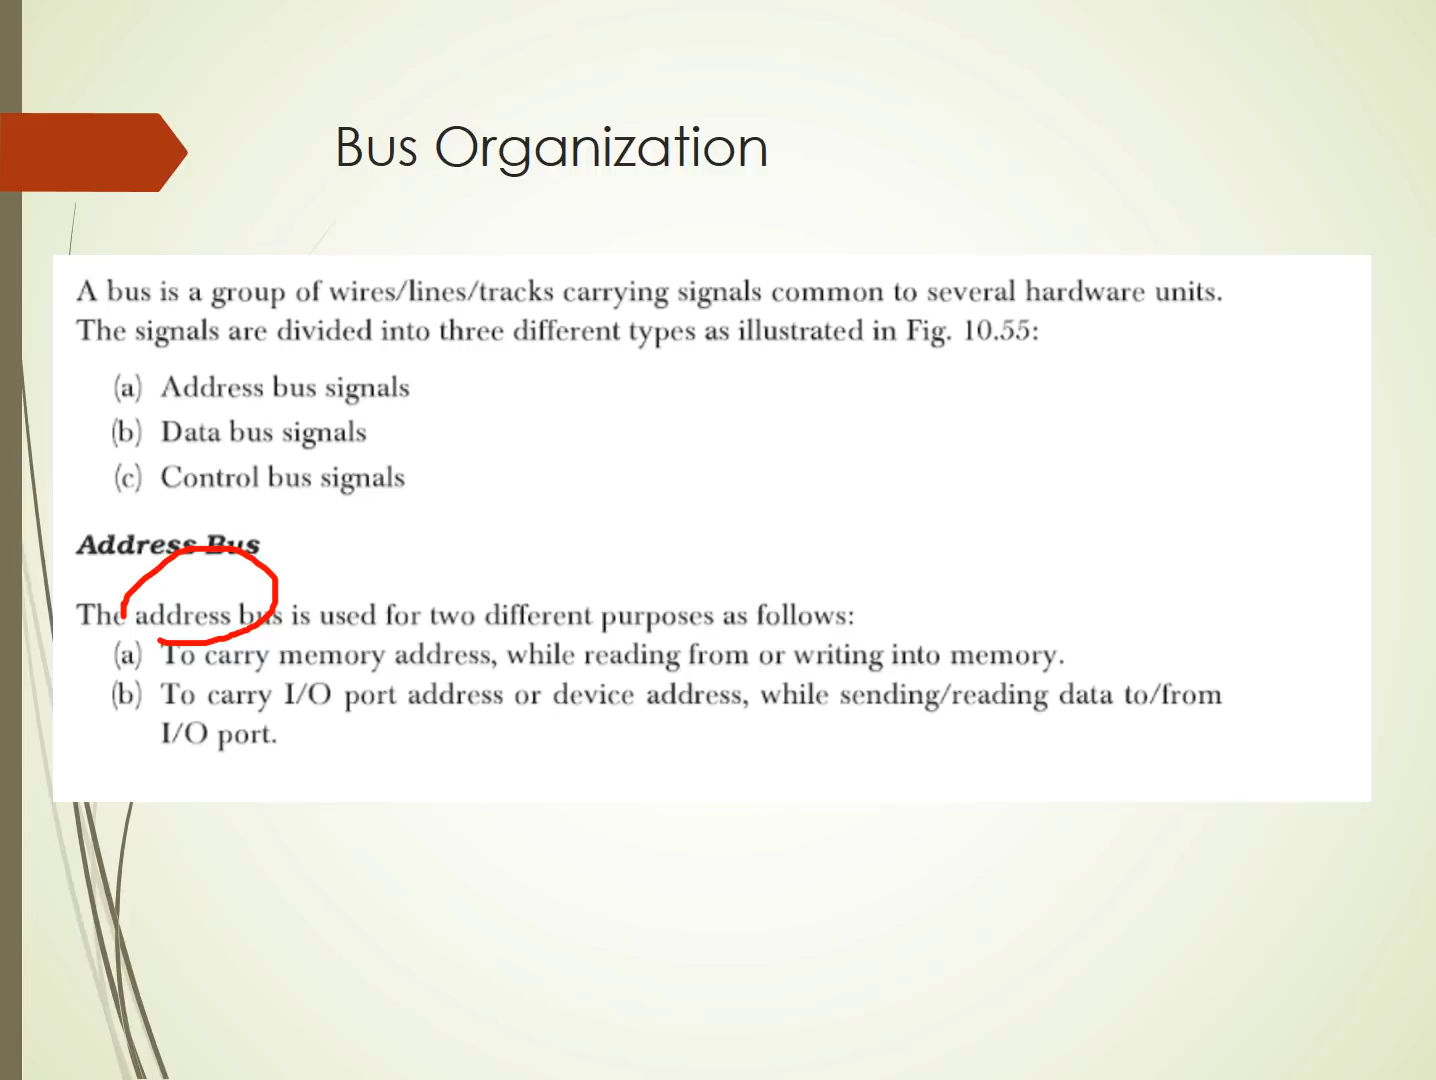 Bus Organization
A bus is a group of wires/lines/tracks carrying signals common to several hardware units.
The signals are divided into three different types as illustrated in Fig. 10.55:
(a) Address bus signals
(b) Data bus signals
(c) Control bus signals
Address Bus
The address bus is used for two different purposes as follows:
(a) To carry memory address, while reading from or writing into memory.
(b) To carry I/O port address or device address, while sending/reading data to/from
I/O port.